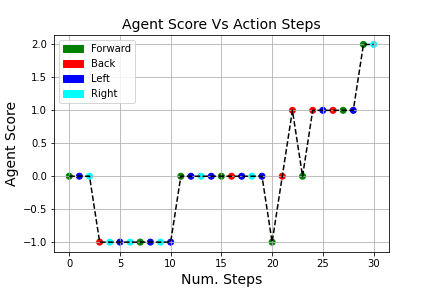 Agent Score Vs Action Steps
Forward
Back
Left
Right
2.0
1.5
1.0
0.5
0.0
−0.5
−1.0
Agent Score
0 5 10 15 20 25 30
Num. Steps